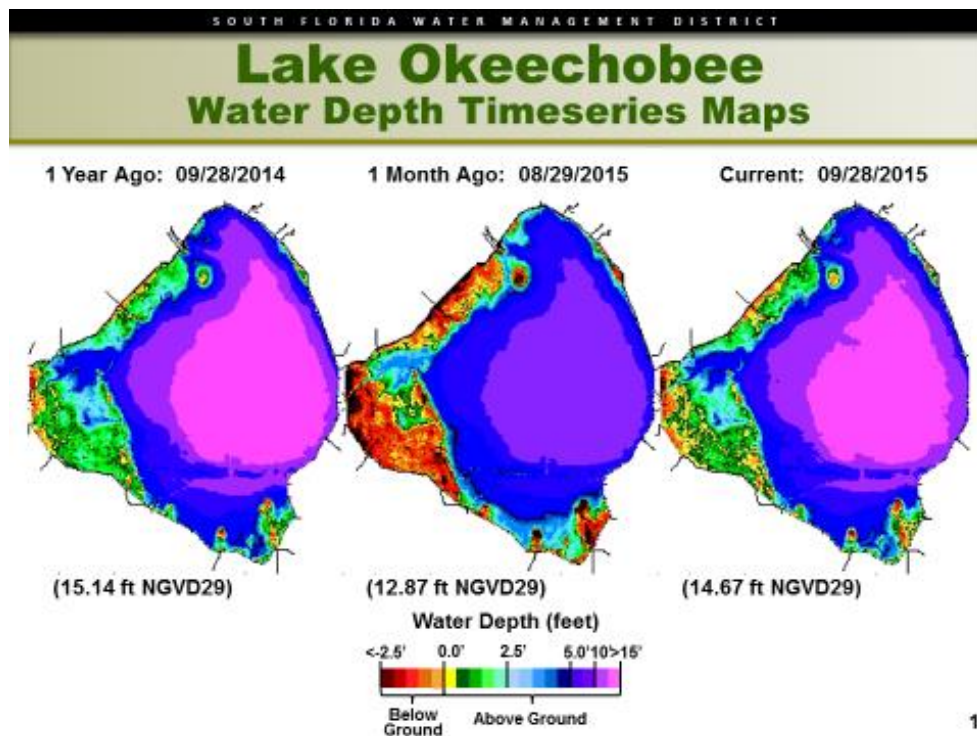 SOUTH FLORIDA WATER MANAGEMENT DISTRICT
Lake Okeechobee
Water Depth Timeseries Maps
1 Year Ago: 09/28/2014 1 Month Ago: 08/29/2015 Current: 09/28/2015
(15.14 ft NGVD29) (12.87 ft NGVD29) (14.67 ft NGVD29)
Water Depth (feet)
<-2.5' 0.0' 2.5' 5.0'10'>15'
Below Ground Above Ground
1